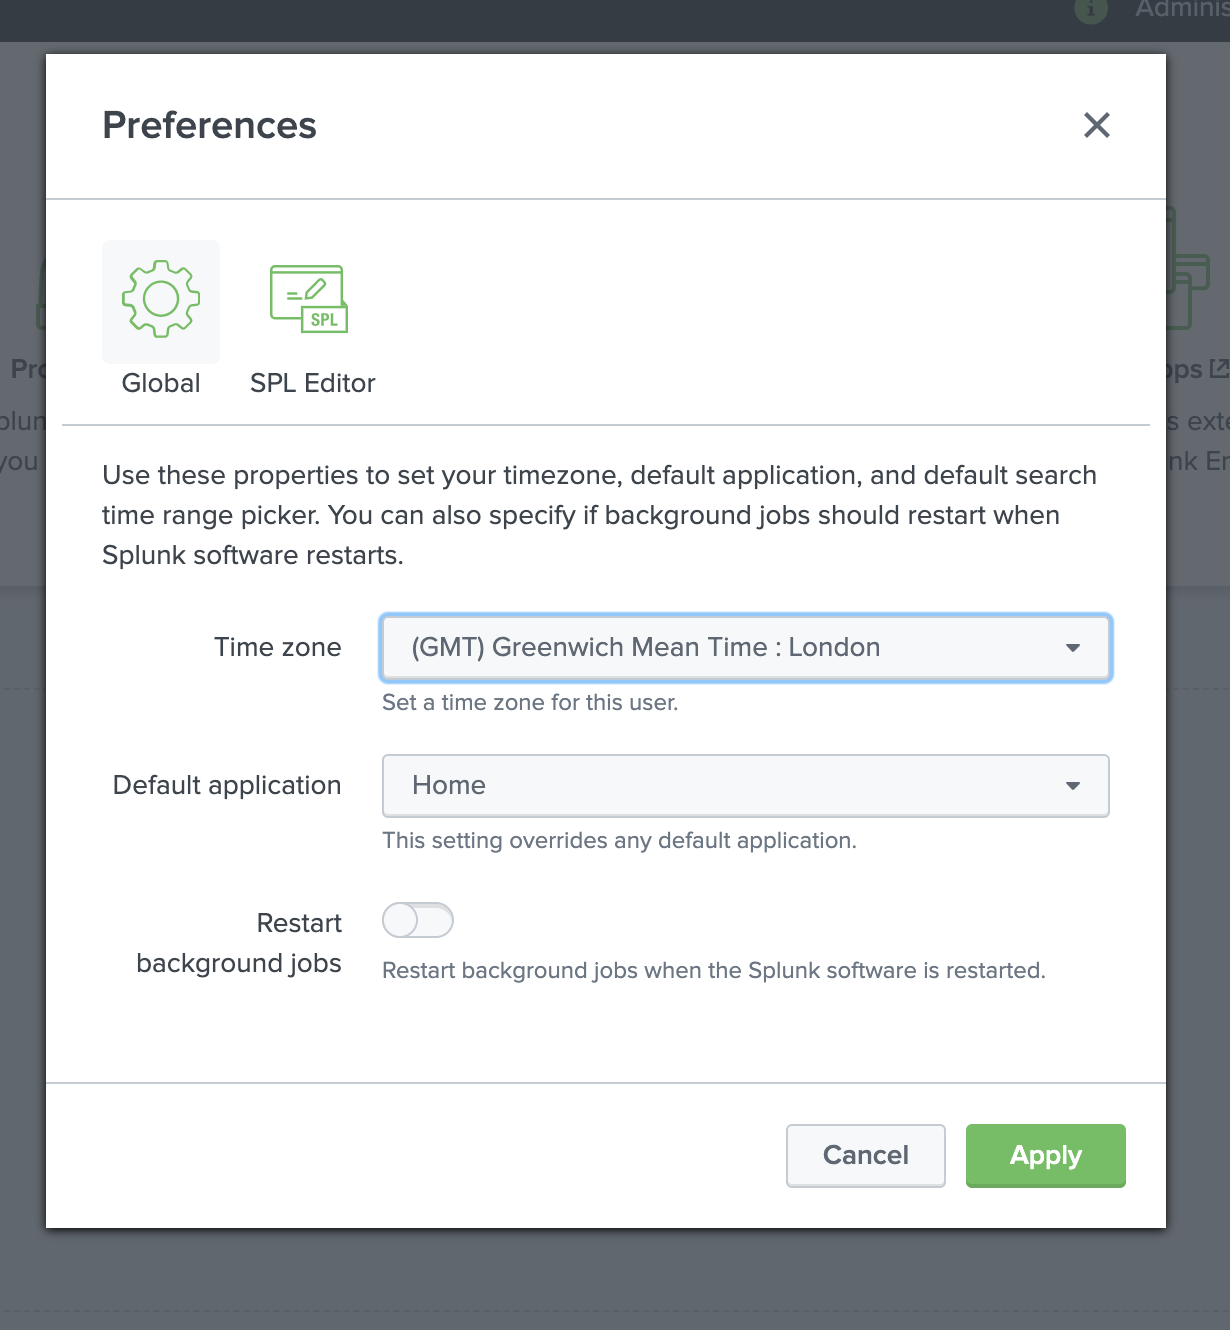 Preferences
Global
SPL
SPL Editor
Use these properties to set your timezone, default application, and default search
time range picker. You can also specify if background jobs should restart when
Splunk software restarts.
Time zone
(GMT) Greenwich Mean Time : London
Set a time zone for this user.
Default application
Home
This setting overrides any default application.
Restart
background jobs
Restart background jobs when the Splunk software is restarted.
Cancel
Apply
you